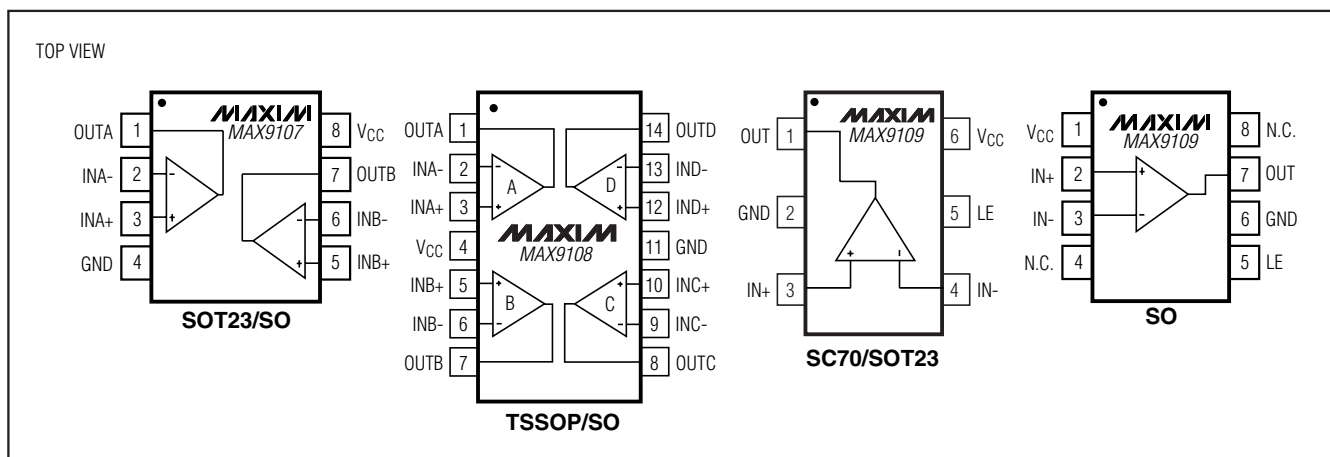 TOP VIEW
MAXIM
MAX9107
OUTA 1
INA- 2
INA+ 3
GND 4
8 VCC
7 OUTB
6 INB-
5 INB+
- +
- +
SOT23/SO
OUTA 1
INA- 2
INA+ 3
VCC 4
INB+ 5
INB- 6
OUTB 7
14 OUTD
13 IND-
12 IND+
11 GND
10 INC+
9 INC-
8 OUTC
- A +
- D +
MAXIM
MAX9108
+ B -
+ C -
TSSOP/SO
MAXIM
MAX9109
OUT 1
GND 2
IN+ 3
6 VCC
5 LE
4 IN-
+ -
SC70/SOT23
MAXIM
MAX9109
VCC 1
IN+ 2
IN- 3
N.C. 4
8 N.C.
7 OUT
6 GND
5 LE
+ -
SO